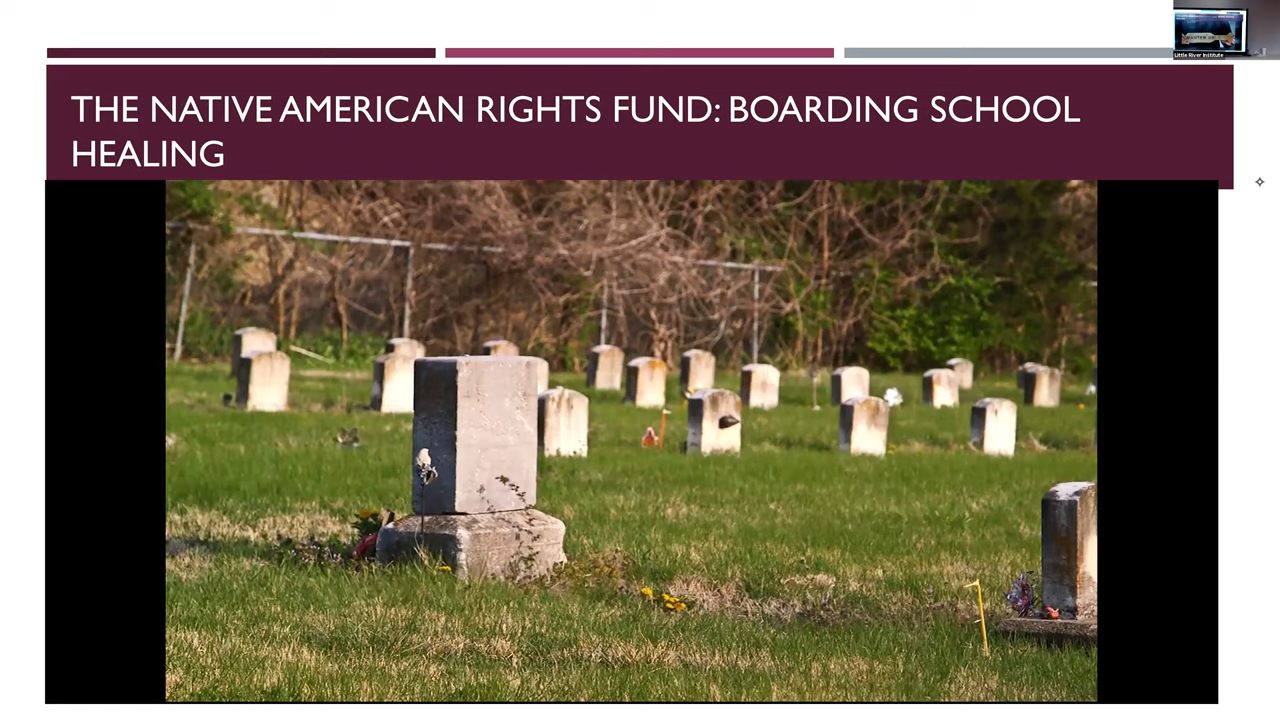 Little River Institute
THE NATIVE AMERICAN RIGHTS FUND: BOARDING SCHOOL
HEALING